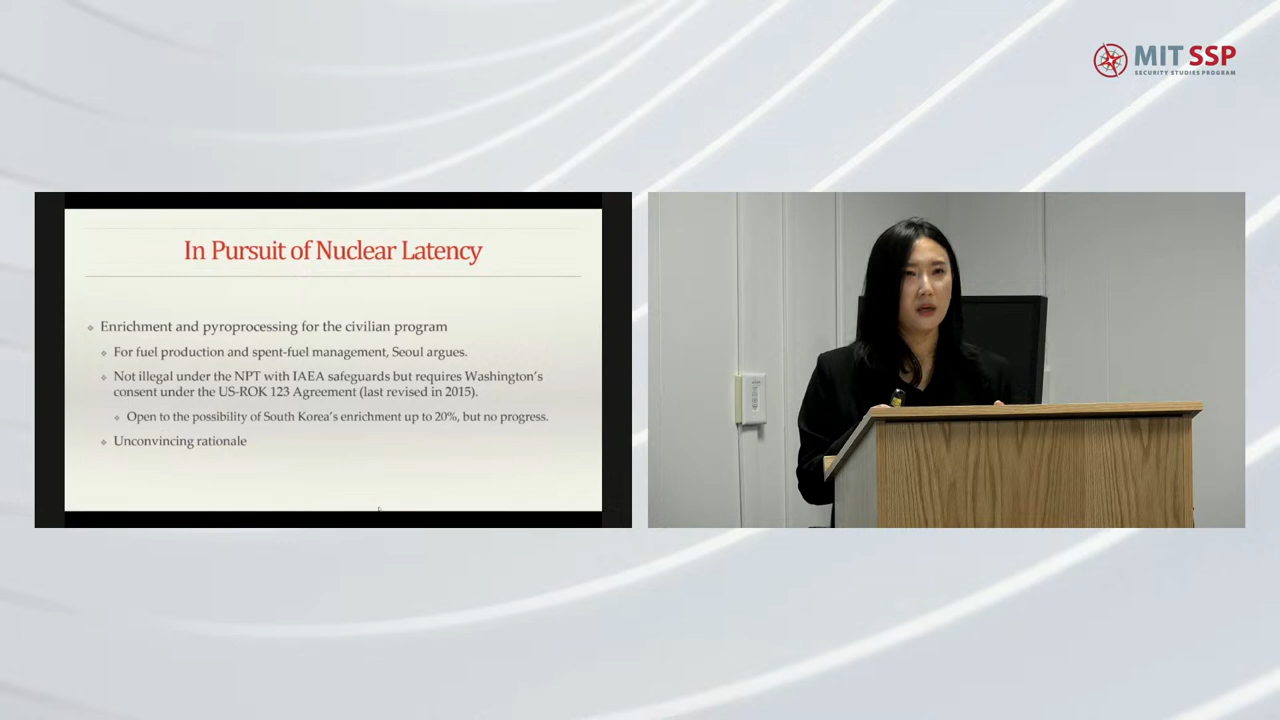 MIT SSP
SECURITY STUDIES PROGRAM
In Pursuit of Nuclear Latency
Enrichment and pyroprocessing for the civilian program
For fuel production and spent-fuel management, Seoul argues.
Not illegal under the NPT with IAEA safeguards but requires Washington's
consent under the US-ROK 123 Agreement (last revised in 2015).
Open to the possibility of South Korea's enrichment up to 20%, but no progress.
Unconvincing rationale